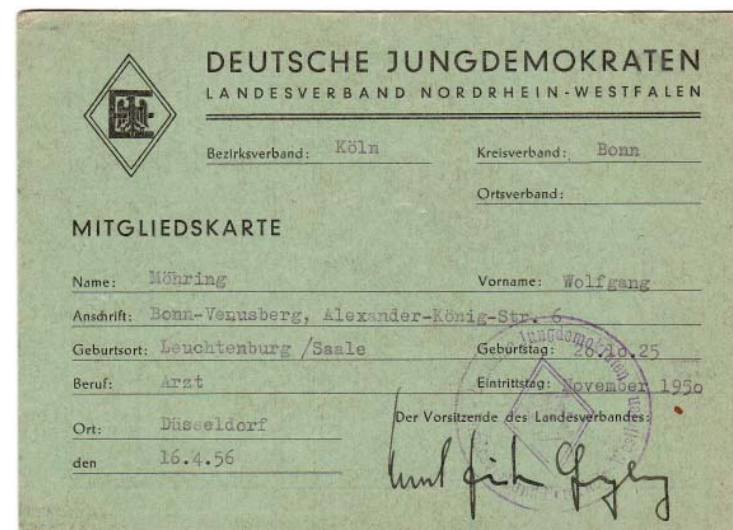 DEUTSCHE JUNGDEMOKRATEN
LANDESVERBAND NORDRHEIN-WESTFALEN
Bezirksverband: Köln Kreisverband: Bonn
Ortsverband:
MITGLIEDSKARTE
Name: Möhring Vorname: Wolfgang
Anschrift: Bonn-Venusberg, Alexander-König-Str. 6
Geburtsort: Leuchtenburg /Saale Geburtstag: 26.10.25
Beruf: Arzt Eintrittstag: November 1950
Ort: Düsseldorf Der Vorsitzende des Landesverbandes:
den 16.4.56
Jungdemokraten